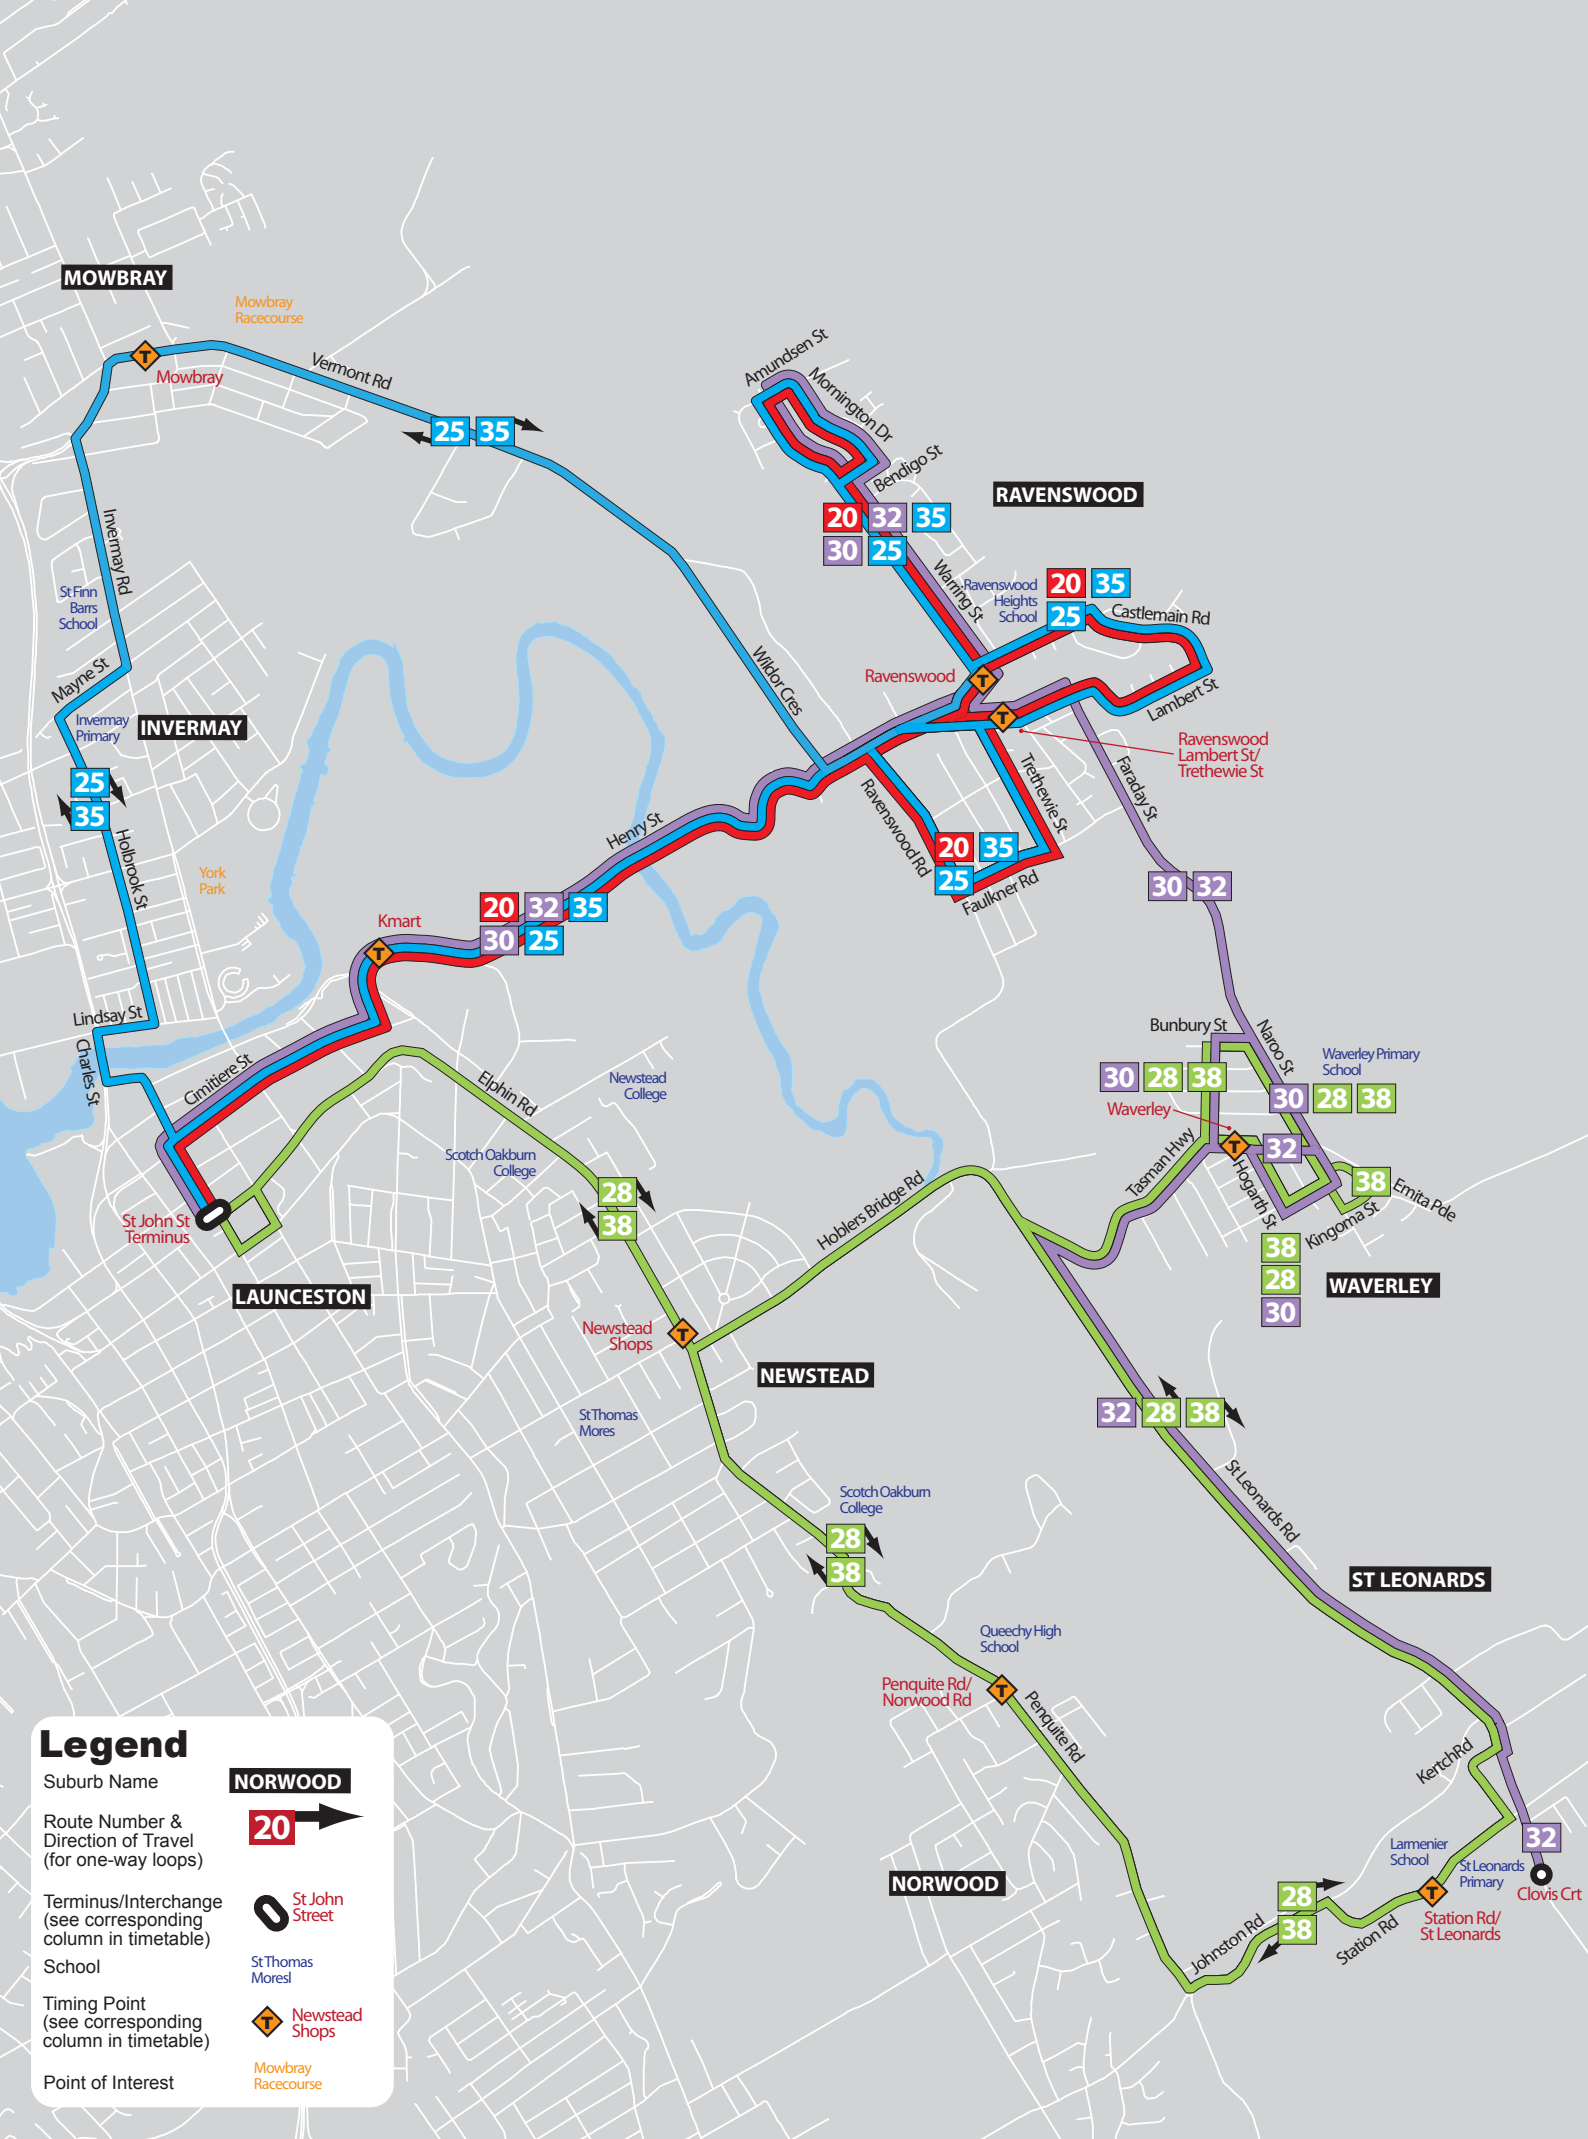 MOWBRAY
Mowbray
Racecourse
Mowbray
Vermont Rd
25 35
Amundsen St
Mornington Dr
Bendigo St
RAVENSWOOD
20 32 35
30 25
Warring St
Ravenswood
Heights
School
20 35
25
Castlemain Rd
Lambert St
Ravenswood
Ravenswood
Lambert St/
Trethewie St
Invermay Rd
St Finn
Barrs
School
Mayne St
Invermay
Primary
INVERMAY
25
35
Holbrook St
York
Park
Wildor Cres
Henry St
Ravenswood Rd
Trethewie St
Faraday St
20 35
25
Faulkner Rd
30 32
Kmart
20 32 35
30 25
Lindsay St
Charles St
Cimitiere St
Elphin Rd
Newstead
College
Scotch Oakburn
College
Bunbury St
Naroo St
Waverley Primary
School
30 28 38
30 28 38
Waverley
32
Tasman Hwy
Hogarth St
38
Emita Pde
Kingoma St
38
28
30
WAVERLEY
St John St
Terminus
LAUNCESTON
28
38
Hoblers Bridge Rd
Newstead
Shops
NEWSTEAD
St Thomas
Mores
32 28 38
St Leonards Rd
Scotch Oakburn
College
28
38
ST LEONARDS
Queechy High
School
Penquite Rd/
Norwood Rd
Penquite Rd
Kertch Rd
32
Clovis Crt
Larmenier
School
St Leonards
Primary
Station Rd/
St Leonards
NORWOOD
28
38
Johnston Rd
Station Rd
Legend
Suburb Name
NORWOOD
Route Number &
Direction of Travel
(for one-way loops)
20
Terminus/Interchange
(see corresponding
column in timetable)
St John
Street
School
St Thomas
Moresl
Timing Point
(see corresponding
column in timetable)
T
Newstead
Shops
Point of Interest
Mowbray
Racecourse